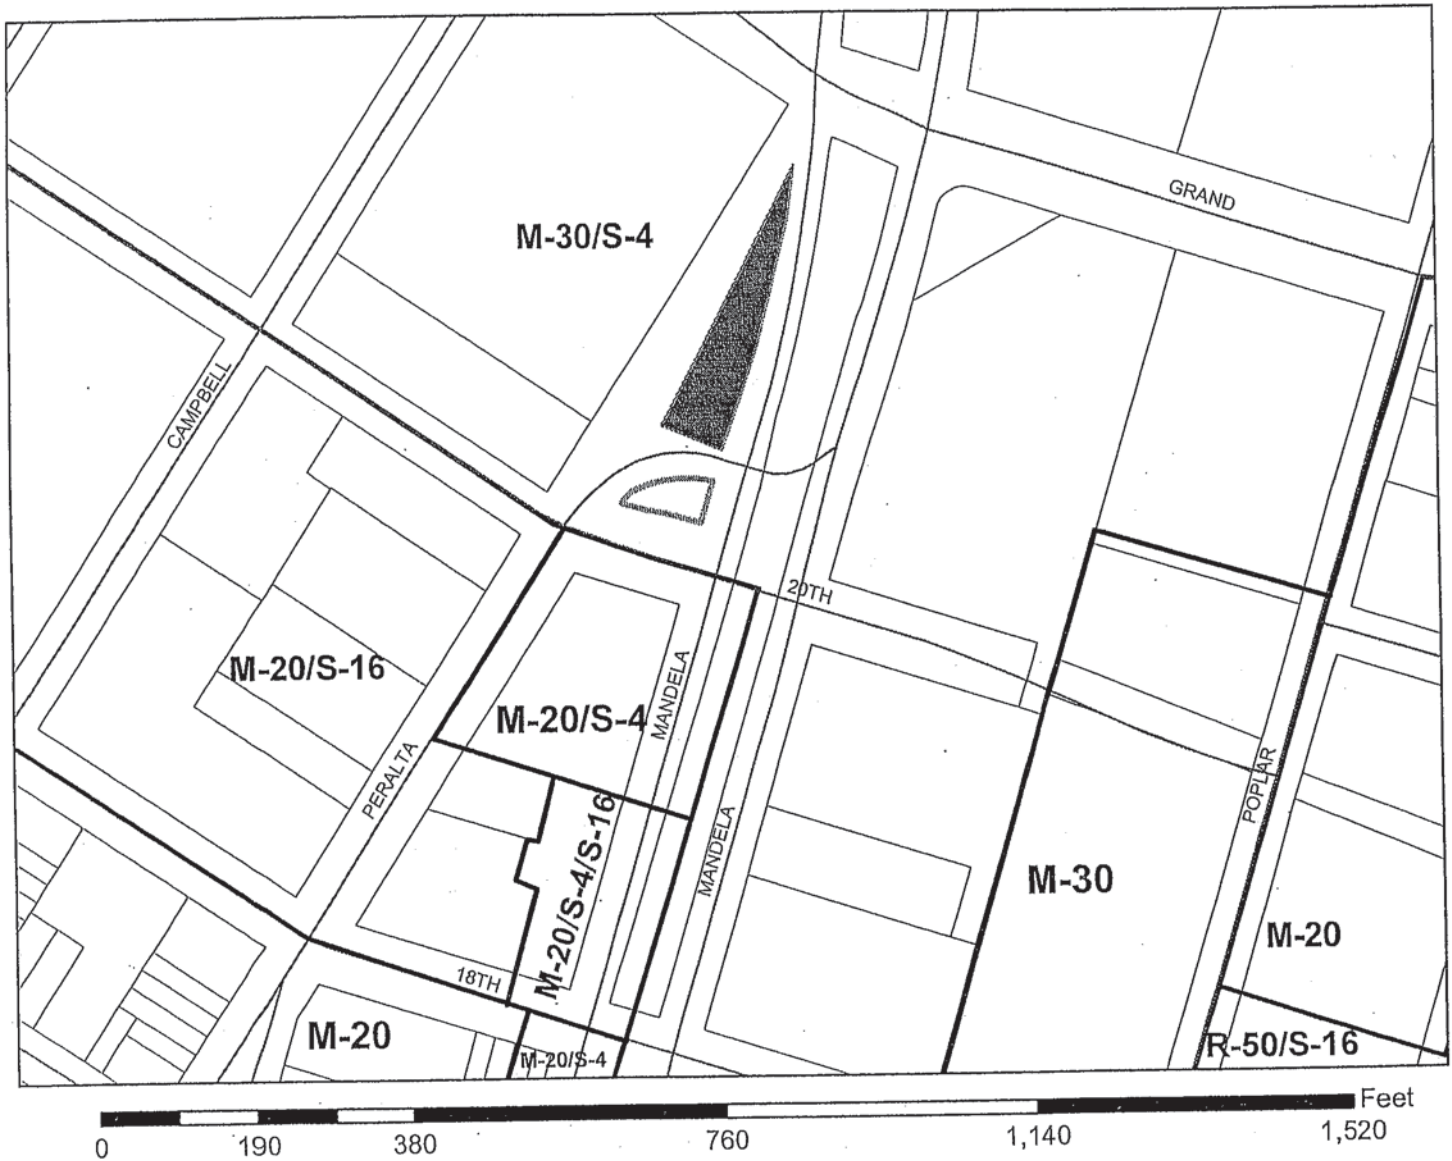 GRAND
M-30/S-4
CAMPBELL
20TH
M-20/S-16
M-20/S-4
MANDELA
PERALTA
POPLAR
MANDELA
M-20/S-4/S-16
M-30
M-20
18TH
M-20
M-20/S-4
R-50/S-16
Feet
0 190 380 760 1,140 1,520